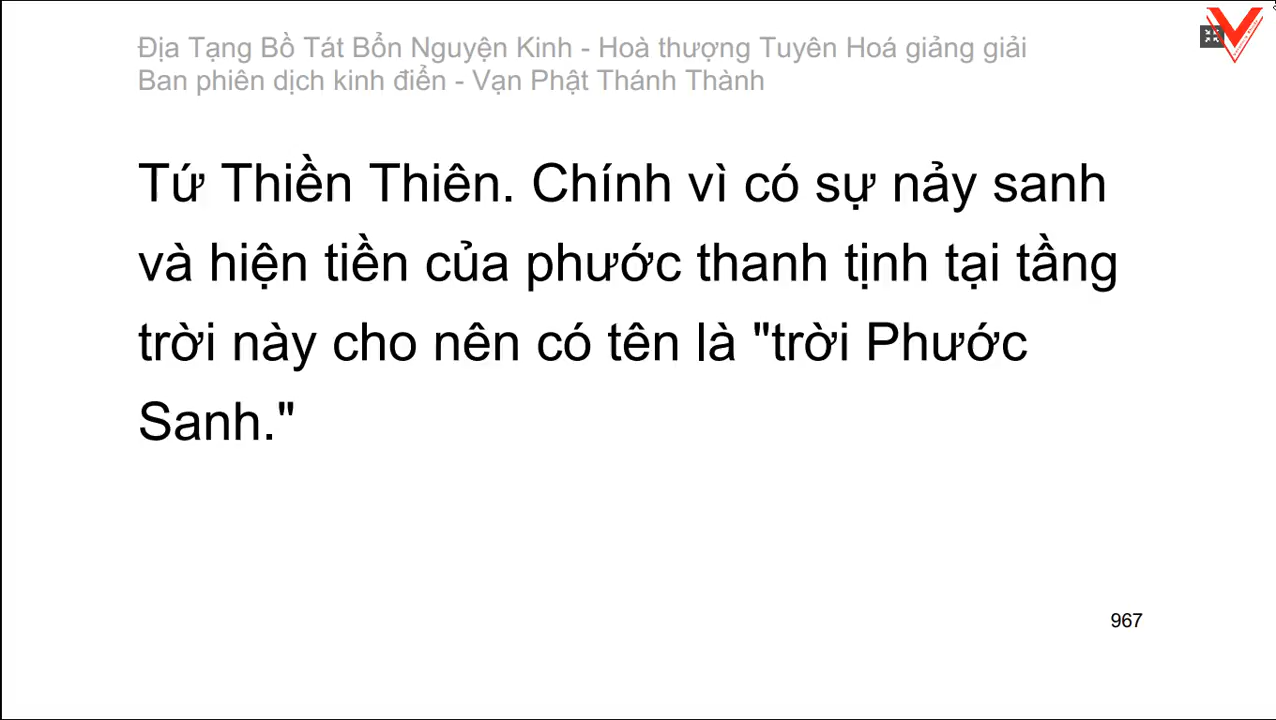 Địa Tạng Bồ Tát Bổn Nguyện Kinh - Hoà thượng Tuyên Hoá giảng giải
Ban phiên dịch kinh điển - Vạn Phật Thánh Thành
Tứ Thiền Thiên. Chính vì có sự nảy sanh
và hiện tiền của phước thanh tịnh tại tầng
trời này cho nên có tên là "trời Phước
Sanh."
967